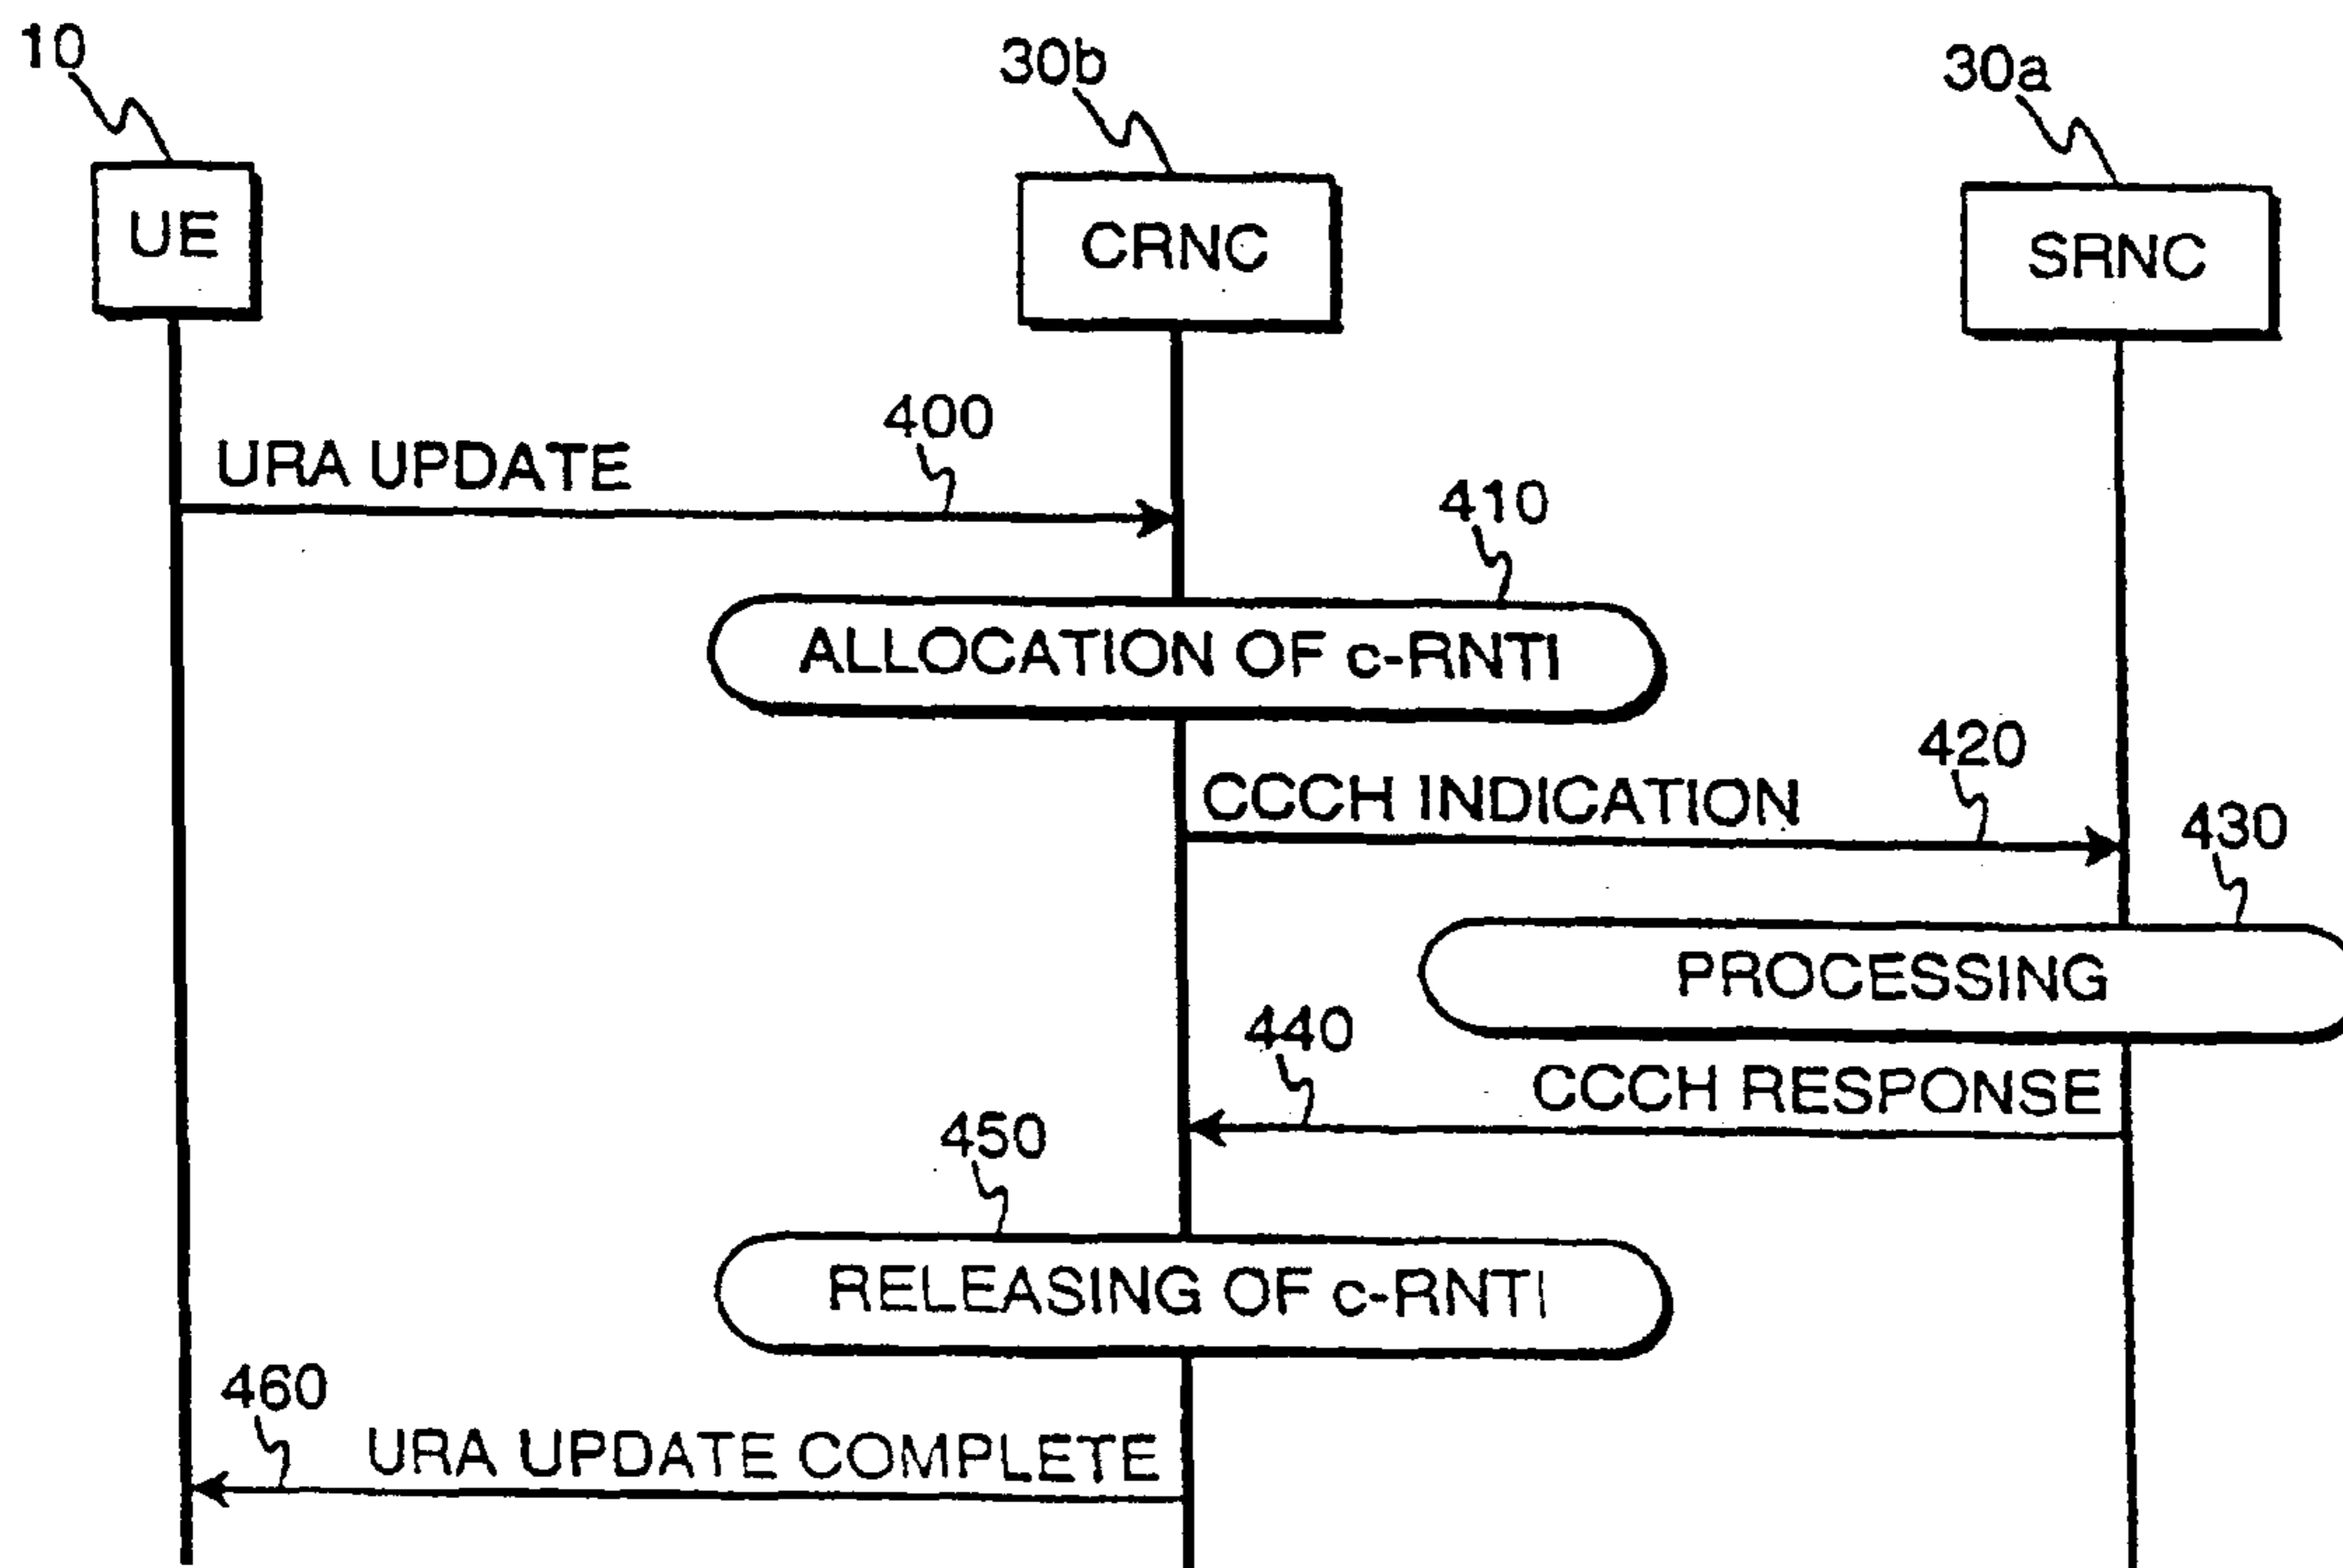 10
30b
30a
UE
CRNC
SRNC
400
URA UPDATE
410
ALLOCATION OF c-RNTI
420
CCCH INDICATION
430
PROCESSING
440
CCCH RESPONSE
450
RELEASING OF c-RNTI
460
URA UPDATE COMPLETE